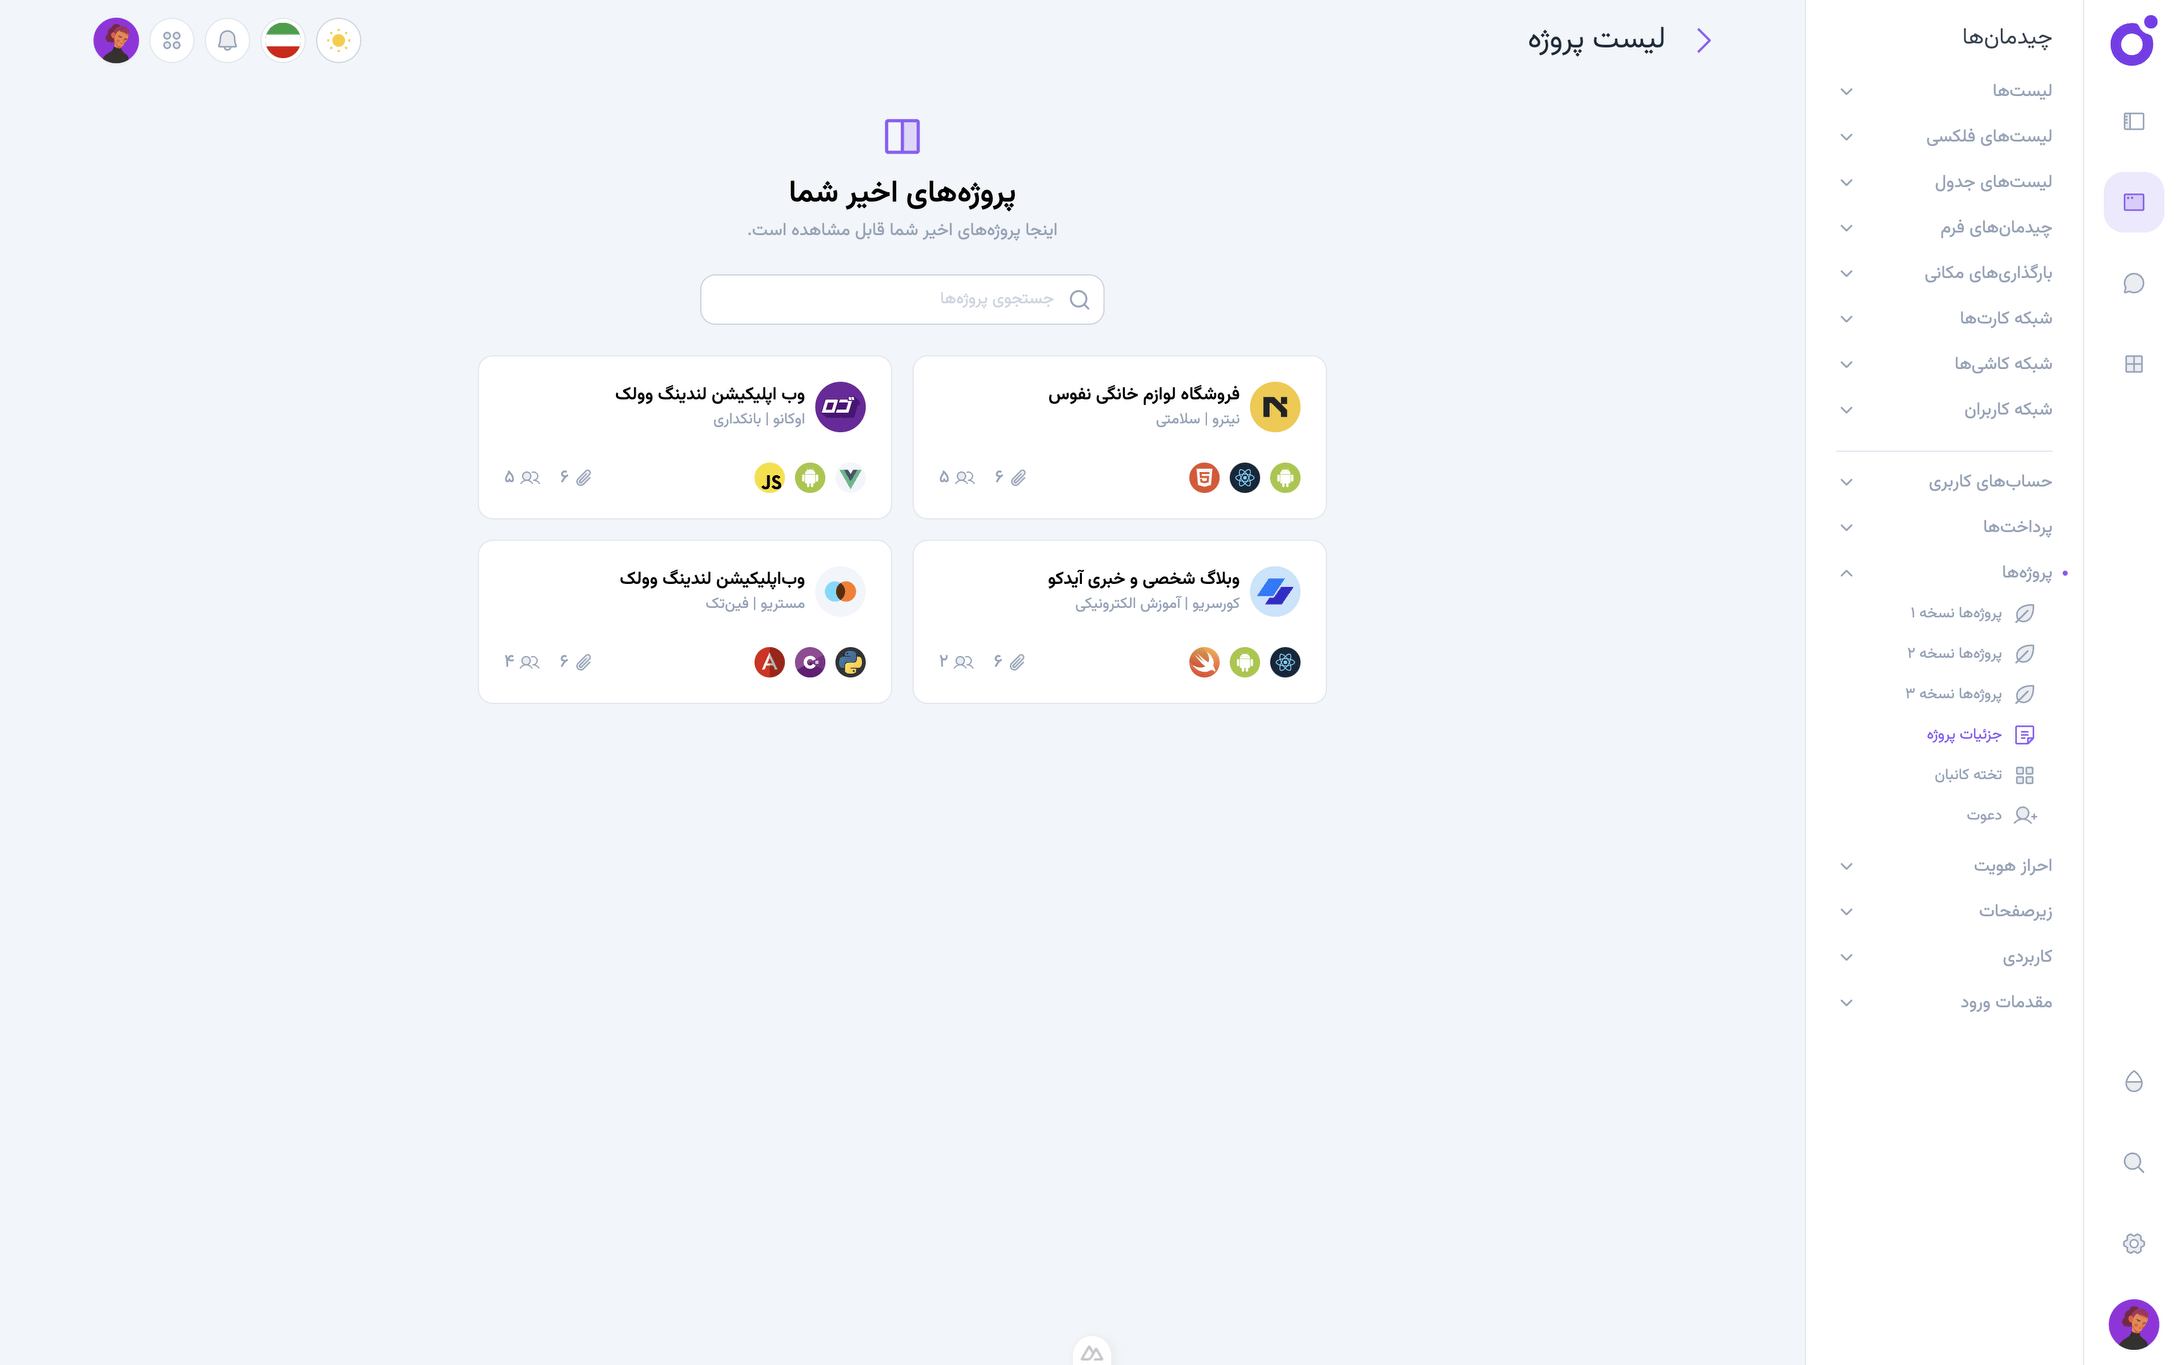 چیدمان‌ها
لیست‌ها
لیست‌های فلکسی
لیست‌های جدول
چیدمان‌های فرم
بارگذاری‌های مکانی
شبکه کارت‌ها
شبکه کاشی‌ها
شبکه کاربران
حساب‌های کاربری
پرداخت‌ها
پروژه‌ها
پروژه‌ها نسخه ۱
پروژه‌ها نسخه ۲
پروژه‌ها نسخه ۳
جزئیات پروژه
تخته کانبان
دعوت
احراز هویت
زیرصفحات
کاربردی
مقدمات ورود
لیست پروژه
پروژه‌های اخیر شما
اینجا پروژه‌های اخیر شما قابل مشاهده است.
جستجوی پروژه‌ها
فروشگاه لوازم خانگی نفوس
نیترو | سلامتی
۶ ۵
وب اپلیکیشن لندینگ وولک
اوکانو | بانکداری
JS
۶ ۵
وبلاگ شخصی و خبری آیدکو
کورسریو | آموزش الکترونیکی
۶ ۲
وب‌اپلیکیشن لندینگ وولک
مستریو | فین‌تک
۶ ۴